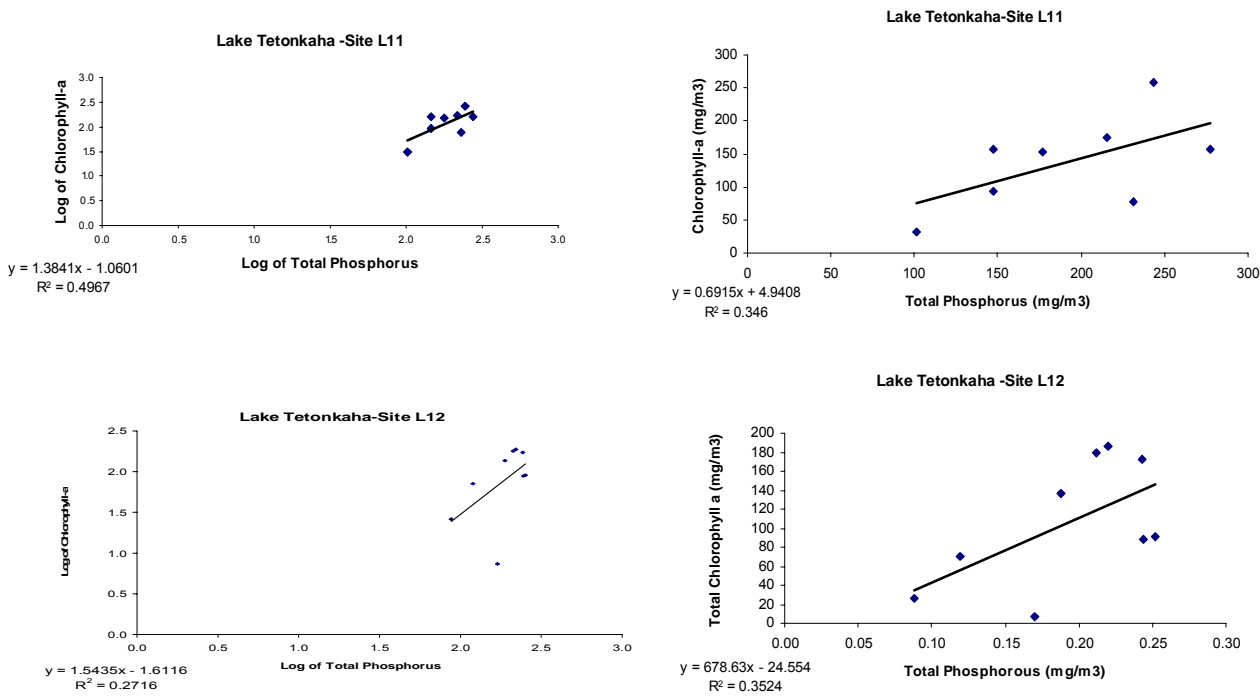 Lake Tetonkaha -Site L11
3.0
2.5
2.0
1.5
1.0
0.5
0.0
Log of Chlorophyll-a
0.0 0.5 1.0 1.5 2.0 2.5 3.0
Log of Total Phosphorus
y = 1.3841x - 1.0601
R² = 0.4967
Lake Tetonkaha -Site L11
300
250
200
150
100
50
0
Chlorophyll-a (mg/m3)
0 50 100 150 200 250 300
Total Phosphorus (mg/m3)
y = 0.6915x + 4.9408
R² = 0.346
Lake Tetonkaha-Site L12
2.5
2.0
1.5
1.0
0.5
0.0
Log of Chlorophyll-a
0.0 0.5 1.0 1.5 2.0 2.5 3.0
Log of Total Phosphorus
y = 1.5435x - 1.6116
R² = 0.2716
Lake Tetonkaha -Site L12
200
180
160
140
120
100
80
60
40
20
0
Total Chlorophyll a (mg/m3)
0.00 0.05 0.10 0.15 0.20 0.25 0.30
Total Phosphorous (mg/m3)
y = 678.63x - 24.554
R² = 0.3524